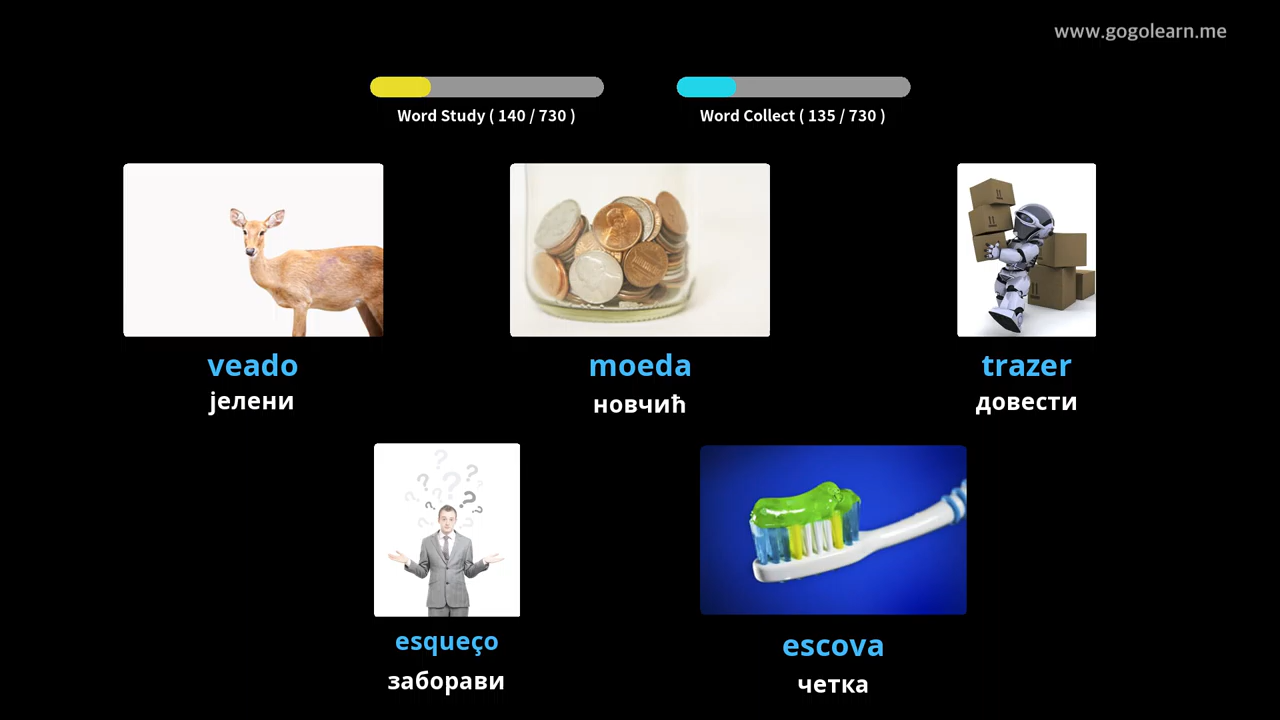 www.gogolearn.me
Word Study ( 140 / 730 )
Word Collect ( 135 / 730 )
veado
јелени
moeda
новчић
trazer
довести
esqueço
заборави
escova
четка